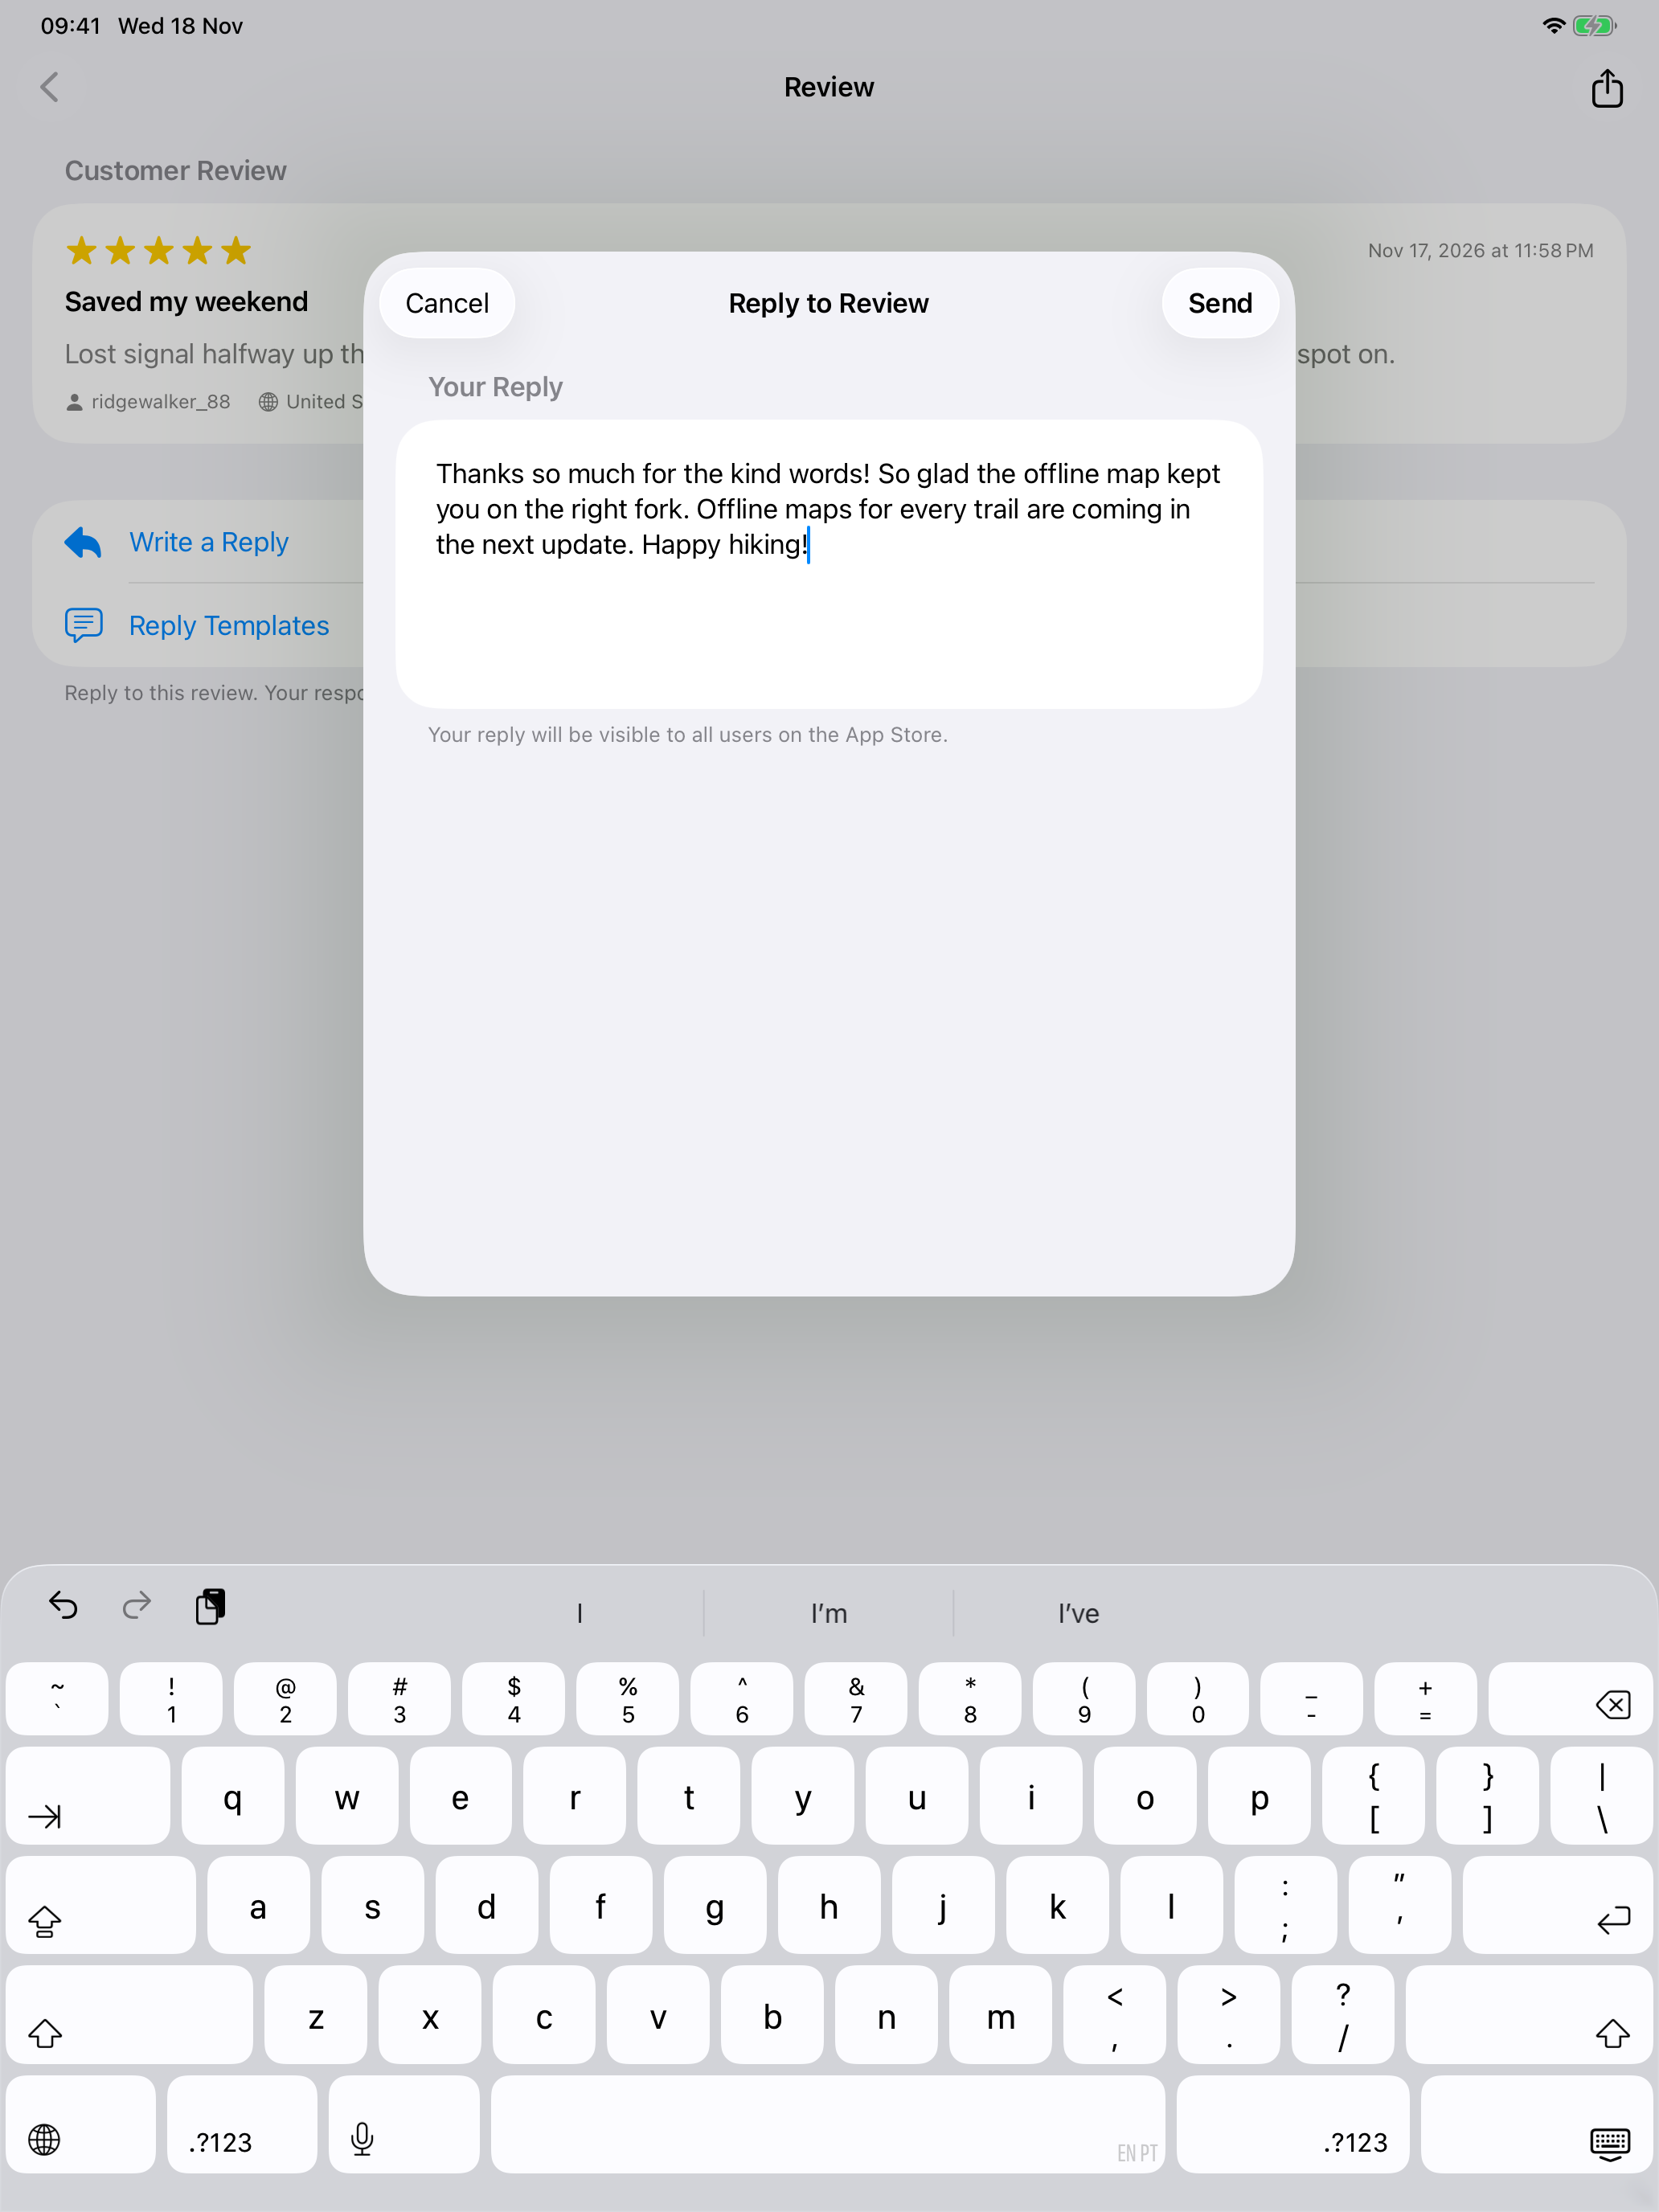 09:41 Wed 18 Nov
Review
Customer Review
Nov 17, 2026 at 11:58 PM
Saved my weekend
Lost signal halfway up th
spot on.
ridgewalker_88 United S
Write a Reply
Reply Templates
Reply to this review. Your respo
Cancel Reply to Review Send
Your Reply
Thanks so much for the kind words! So glad the offline map kept
you on the right fork. Offline maps for every trail are coming in
the next update. Happy hiking!
Your reply will be visible to all users on the App Store.
I I’m I’ve
~ ! @ # $ % ^ & * ( ) _ +
` 1 2 3 4 5 6 7 8 9 0 - =
q w e r t y u i o p { } |
[ ] \
a s d f g h j k l : "
; '
z x c v b n m < > ?
, . /
.?123 EN PT .?123